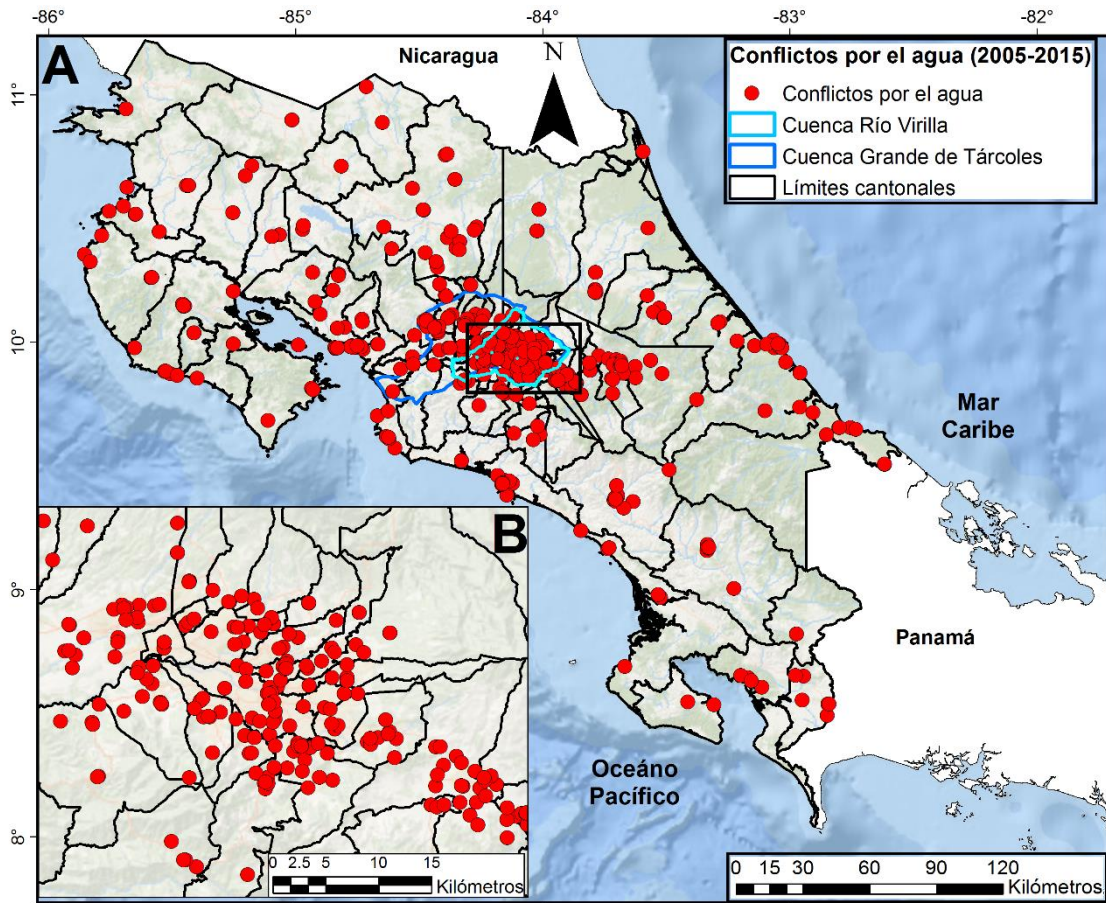 -86° -85° -84° -83° -82°
A
Nicaragua
N
Conflictos por el agua (2005-2015)
Conflictos por el agua
Cuenca Río Virilla
Cuenca Grande de Tárcoles
Límites cantonales
11°
10°
9°
8°
Mar
Caribe
B
Panamá
Oceáno
Pacífico
0 2.5 5 10 15
Kilómetros
0 15 30 60 90 120
Kilómetros